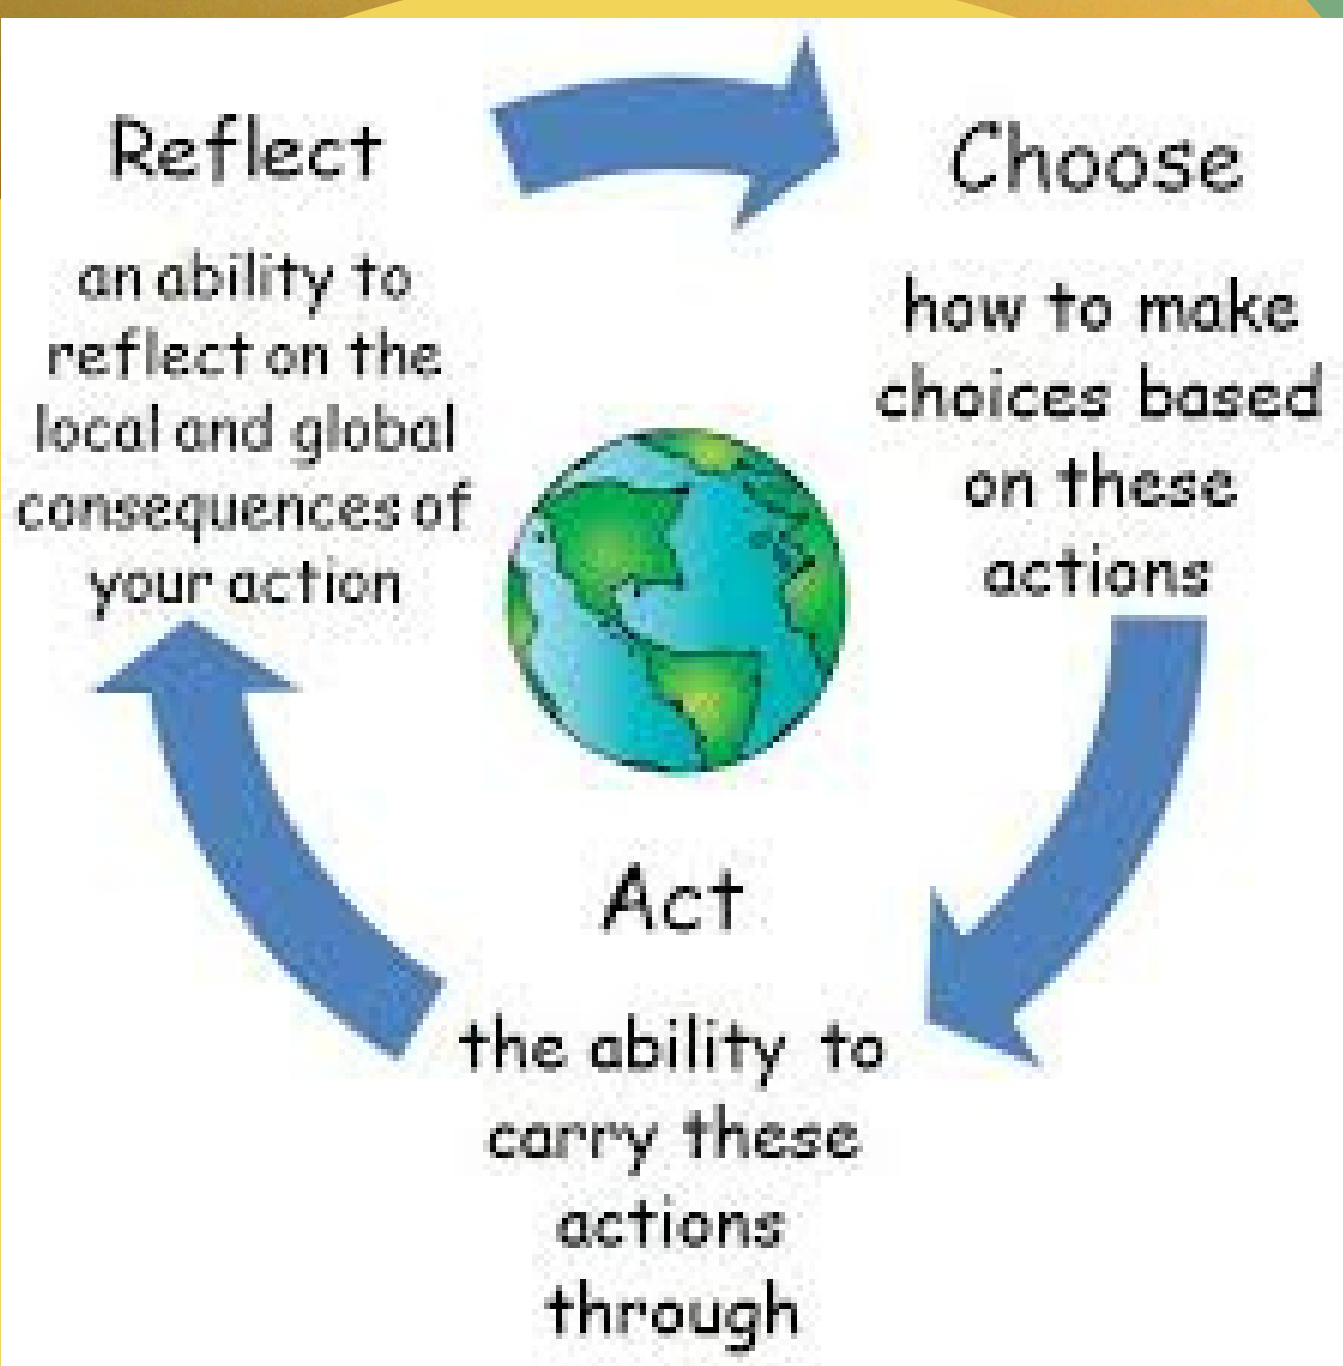 Reflect
an ability to
reflect on the
local and global
consequences of
your action
Choose
how to make
choices based
on these
actions
Act
the ability to
carry these
actions
through